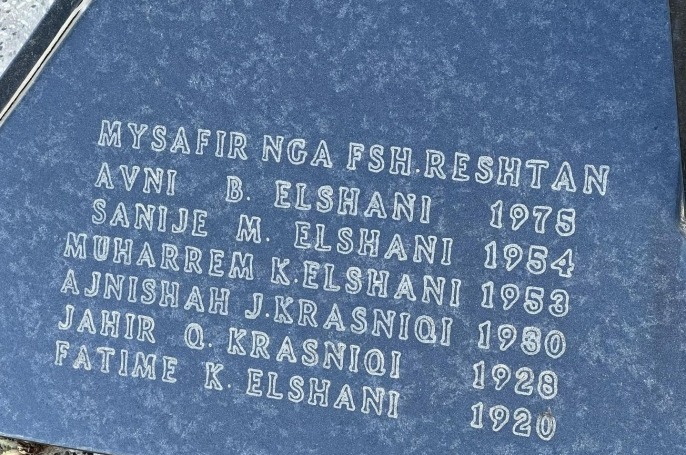 MYSAFIR NGA FSH.RESHTAN
AVNI B. ELSHANI 1975
SANIJE M. ELSHANI 1954
MUHARREM K.ELSHANI 1953
AJNISHAH J.KRASNIQI 1930
JAHIR Q. KRASNIQI 1928
FATIME K. ELSHANI 1920